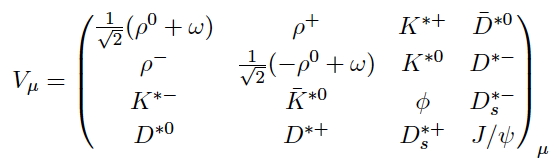 V_μ = ( 1/√2(ρ⁰ + ω) ρ⁺ K*⁺ D̄*⁰
ρ⁻ 1/√2(−ρ⁰ + ω) K*⁰ D*⁻
K*⁻ K̄*⁰ ϕ D_s*⁻
D*⁰ D*⁺ D_s*⁺ J/ψ )_μ